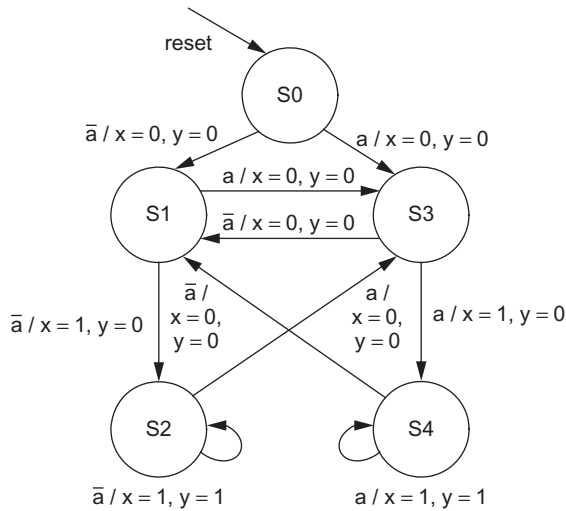 reset
S0
a̅ / x = 0, y = 0
a / x = 0, y = 0
a / x = 0, y = 0
S1
S3
a̅ / x = 0, y = 0
a̅ /
x = 0,
y = 0
a /
x = 0,
y = 0
a̅ / x = 1, y = 0
a / x = 1, y = 0
S2
S4
a̅ / x = 1, y = 1
a / x = 1, y = 1